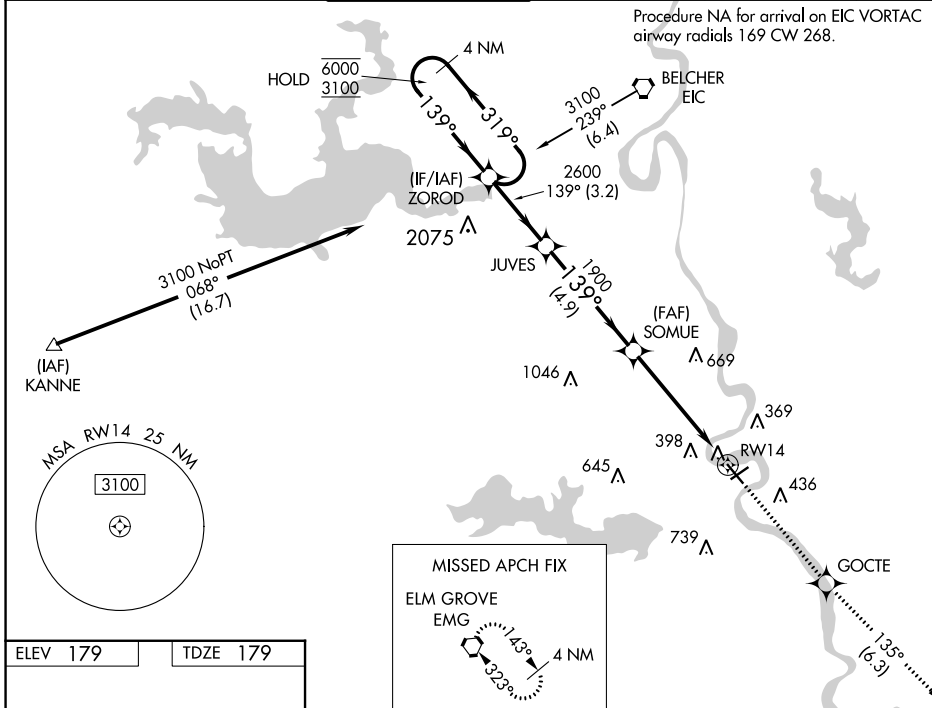 Procedure NA for arrival on EIC VORTAC
airway radials 169 CW 268.
4 NM
HOLD
6000
3100
139°
319°
BELCHER
EIC
3100
239°
(6.4)
(IF/IAF)
ZOROD
2600
139° (3.2)
2075
JUVES
1900
139°
(4.9)
3100 NoPT
068°
(16.7)
(IAF)
KANNE
(FAF)
SOMUE
669
1046
369
398
RW14
645
436
739
MSA RW14 25 NM
3100
GOCTE
135°
(6.3)
MISSED APCH FIX
ELM GROVE
EMG
143°
4 NM
323°
ELEV 179
TDZE 179